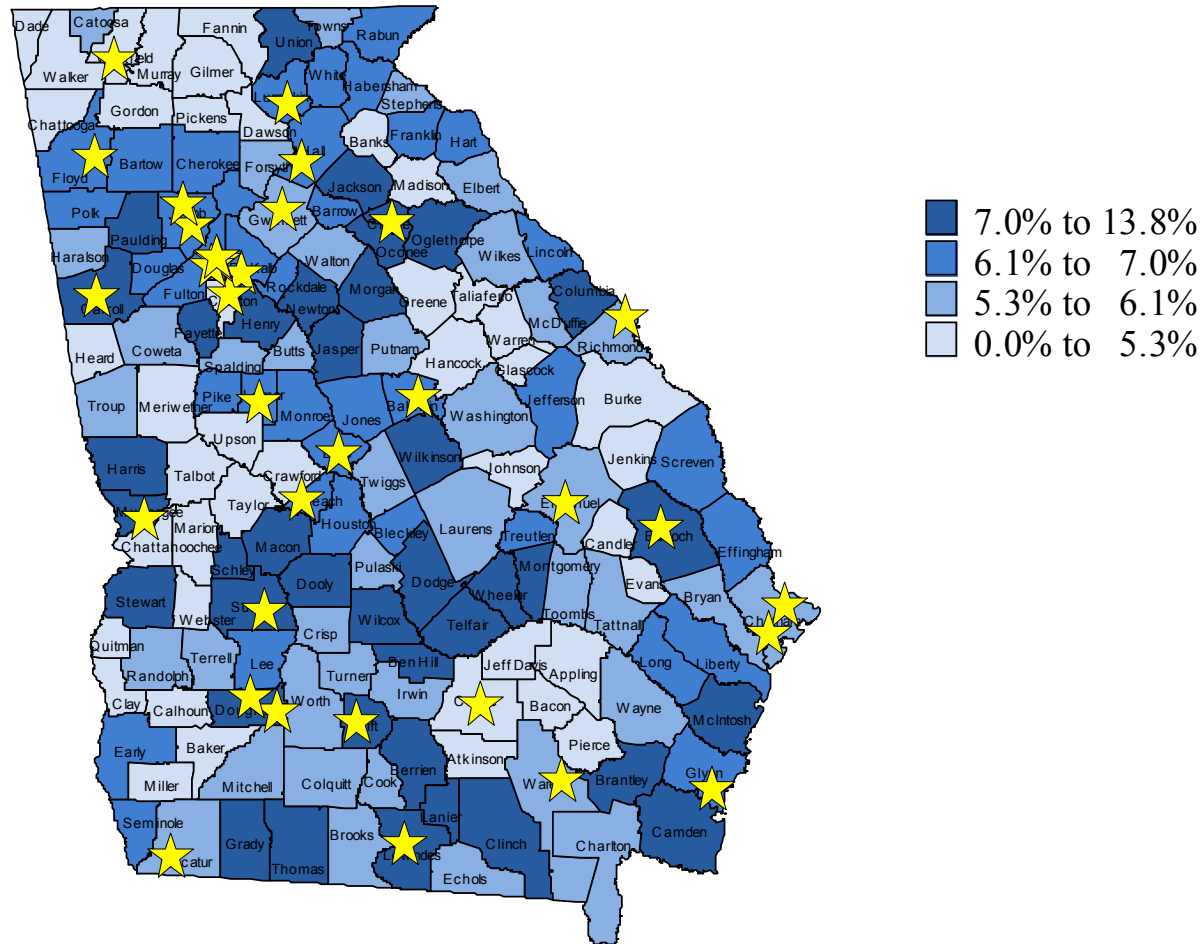 Dade
Catoosa
Fannin
Towns
Union
Rabun
Walker
Murray
Gilmer
White
Habersham
Stephens
Gordon
Pickens
Chattooga
Dawson
Banks
Franklin
Hart
Floyd
Bartow
Cherokee
Forsyth
Jackson
Madison
Elbert
Polk
Paulding
Barrow
Oglethorpe
Oconee
Wilkes
Lincoln
Haralson
Douglas
Walton
Fulton
Rockdale
Newton
Morgan
Greene
Columbia
McDuffie
Warren
Richmond
Fayette
Henry
Heard
Coweta
Spalding
Butts
Jasper
Putnam
Hancock
Glascock
Troup
Meriwether
Pike
Monroe
Jones
Washington
Jefferson
Burke
Upson
Harris
Talbot
Crawford
Twiggs
Wilkinson
Johnson
Jenkins
Screven
Taylor
Houston
Bleckley
Laurens
Treutlen
Candler
Effingham
Marion
Chattahoochee
Macon
Schley
Dooly
Pulaski
Dodge
Wheeler
Montgomery
Toombs
Evans
Tattnall
Bryan
Stewart
Webster
Crisp
Wilcox
Telfair
Quitman
Randolph
Terrell
Lee
Turner
Ben Hill
Irwin
Jeff Davis
Appling
Long
Liberty
Clay
Calhoun
Worth
Bacon
Wayne
McIntosh
Early
Baker
Miller
Mitchell
Colquitt
Cook
Berrien
Atkinson
Pierce
Brantley
Glynn
Seminole
Grady
Thomas
Brooks
Lanier
Clinch
Echols
Charlton
Camden
7.0% to 13.8%
6.1% to 7.0%
5.3% to 6.1%
0.0% to 5.3%